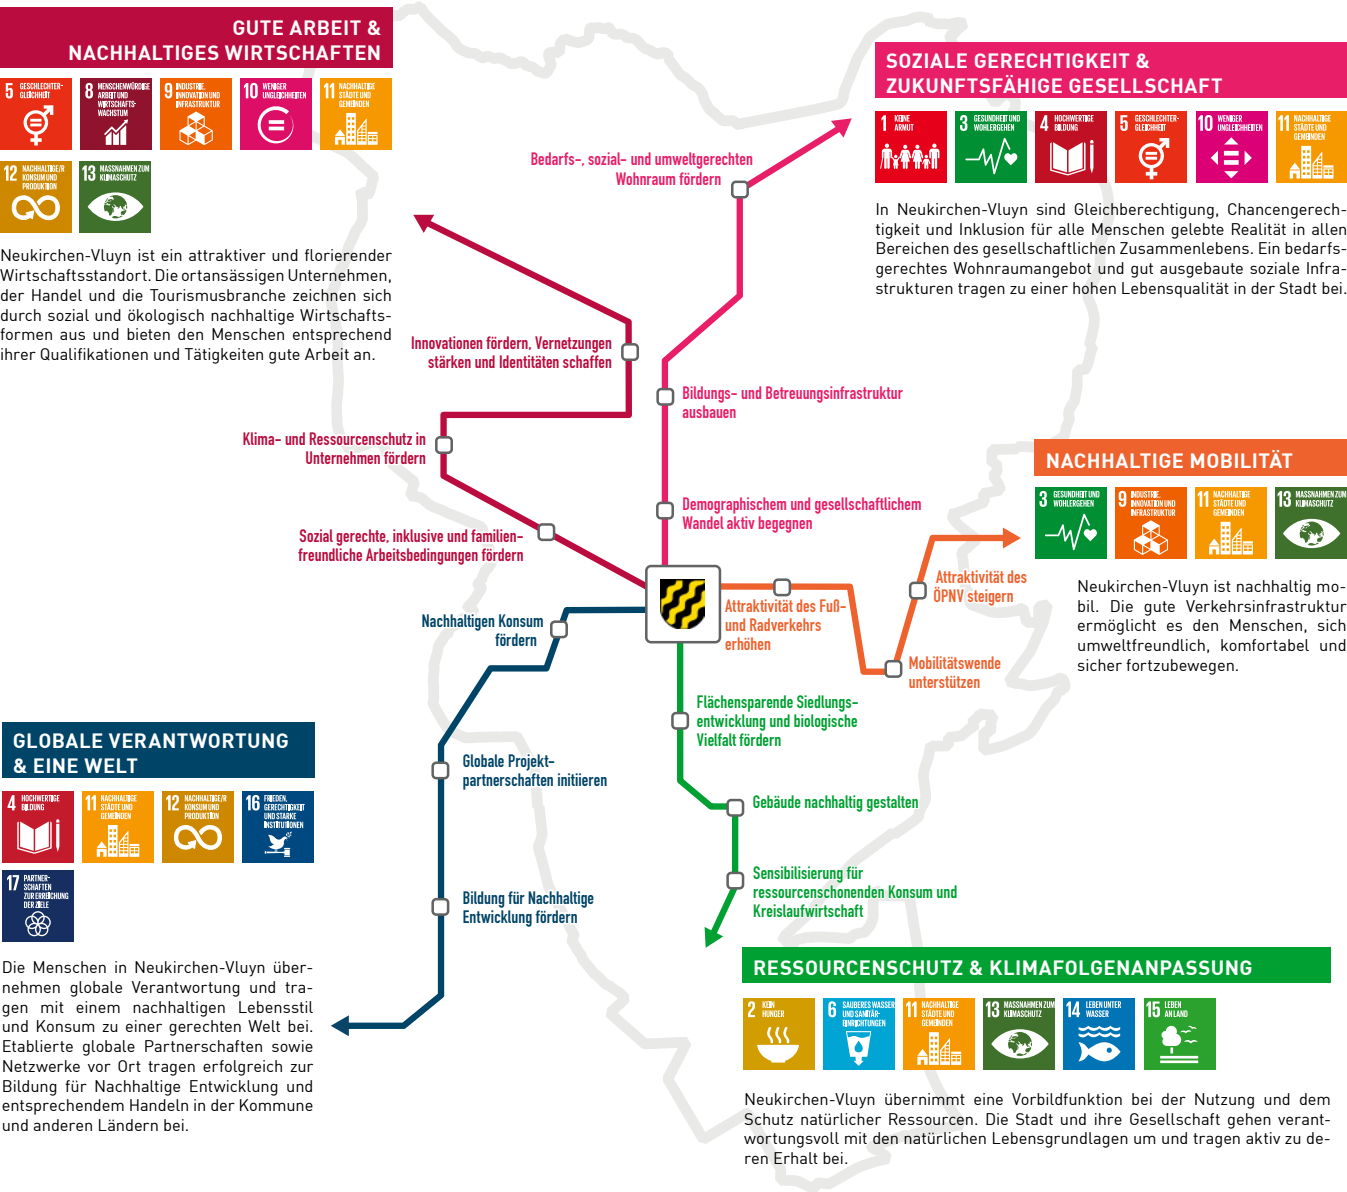 GUTE ARBEIT &
NACHHALTIGES WIRTSCHAFTEN
5 GESCHLECHTER-
GLEICHHEIT
8 MENSCHENWÜRDIGE
ARBEIT UND
WIRTSCHAFTS-
WACHSTUM
9 INDUSTRIE,
INNOVATION UND
INFRASTRUKTUR
10 WENIGER
UNGLEICHHEITEN
11 NACHHALTIGE
STÄDTE UND
GEMEINDEN
12 NACHHALTIGE/R
KONSUM UND
PRODUKTION
13 MASSNAHMEN ZUM
KLIMASCHUTZ
Neukirchen-Vluyn ist ein attraktiver und florierender
Wirtschaftsstandort. Die ortansässigen Unternehmen,
der Handel und die Tourismusbranche zeichnen sich
durch sozial und ökologisch nachhaltige Wirtschafts-
formen aus und bieten den Menschen entsprechend
ihrer Qualifikationen und Tätigkeiten gute Arbeit an.
SOZIALE GERECHTIGKEIT &
ZUKUNFTSFÄHIGE GESELLSCHAFT
1 KEINE
ARMUT
3 GESUNDHEIT UND
WOHLERGEHEN
4 HOCHWERTIGE
BILDUNG
5 GESCHLECHTER-
GLEICHHEIT
10 WENIGER
UNGLEICHHEITEN
11 NACHHALTIGE
STÄDTE UND
GEMEINDEN
In Neukirchen-Vluyn sind Gleichberechtigung, Chancengerech-
tigkeit und Inklusion für alle Menschen gelebte Realität in allen
Bereichen des gesellschaftlichen Zusammenlebens. Ein bedarfs-
gerechtes Wohnraumangebot und gut ausgebaute soziale Infra-
strukturen tragen zu einer hohen Lebensqualität in der Stadt bei.
Bedarfs-, sozial- und umweltgerechten
Wohnraum fördern
Innovationen fördern, Vernetzungen
stärken und Identitäten schaffen
Bildungs- und Betreuungsinfrastruktur
ausbauen
Klima- und Ressourcenschutz in
Unternehmen fördern
Demographischem und gesellschaftlichem
Wandel aktiv begegnen
Sozial gerechte, inklusive und familien-
freundliche Arbeitsbedingungen fördern
NACHHALTIGE MOBILITÄT
3 GESUNDHEIT UND
WOHLERGEHEN
9 INDUSTRIE,
INNOVATION UND
INFRASTRUKTUR
11 NACHHALTIGE
STÄDTE UND
GEMEINDEN
13 MASSNAHMEN ZUM
KLIMASCHUTZ
Neukirchen-Vluyn ist nachhaltig mo-
bil. Die gute Verkehrsinfrastruktur
ermöglicht es den Menschen, sich
umweltfreundlich, komfortabel und
sicher fortzubewegen.
Attraktivität des
ÖPNV steigern
Attraktivität des Fuß-
und Radverkehrs
erhöhen
Mobilitätswende
unterstützen
Nachhaltigen Konsum
fördern
Flächensparende Siedlungs-
entwicklung und biologische
Vielfalt fördern
Globale Projekt-
partnerschaften initiieren
Gebäude nachhaltig gestalten
Bildung für Nachhaltige
Entwicklung fördern
Sensibilisierung für
ressourcenschonenden Konsum und
Kreislaufwirtschaft
GLOBALE VERANTWORTUNG
& EINE WELT
4 HOCHWERTIGE
BILDUNG
11 NACHHALTIGE
STÄDTE UND
GEMEINDEN
12 NACHHALTIGE/R
KONSUM UND
PRODUKTION
16 FRIEDEN,
GERECHTIGKEIT
UND STARKE
INSTITUTIONEN
17 PARTNER-
SCHAFTEN
ZUR ERREICHUNG
DER ZIELE
Die Menschen in Neukirchen-Vluyn über-
nehmen globale Verantwortung und tra-
gen mit einem nachhaltigen Lebensstil
und Konsum zu einer gerechten Welt bei.
Etablierte globale Partnerschaften sowie
Netzwerke vor Ort tragen erfolgreich zur
Bildung für Nachhaltige Entwicklung und
entsprechendem Handeln in der Kommune
und anderen Ländern bei.
RESSOURCENSCHUTZ & KLIMAFOLGENANPASSUNG
2 KEIN
HUNGER
6 SAUBERES WASSER
UND SANITÄR-
EINRICHTUNGEN
11 NACHHALTIGE
STÄDTE UND
GEMEINDEN
13 MASSNAHMEN ZUM
KLIMASCHUTZ
14 LEBEN UNTER
WASSER
15 LEBEN
AN LAND
Neukirchen-Vluyn übernimmt eine Vorbildfunktion bei der Nutzung und dem
Schutz natürlicher Ressourcen. Die Stadt und ihre Gesellschaft gehen verant-
wortungsvoll mit den natürlichen Lebensgrundlagen um und tragen aktiv zu de-
ren Erhalt bei.